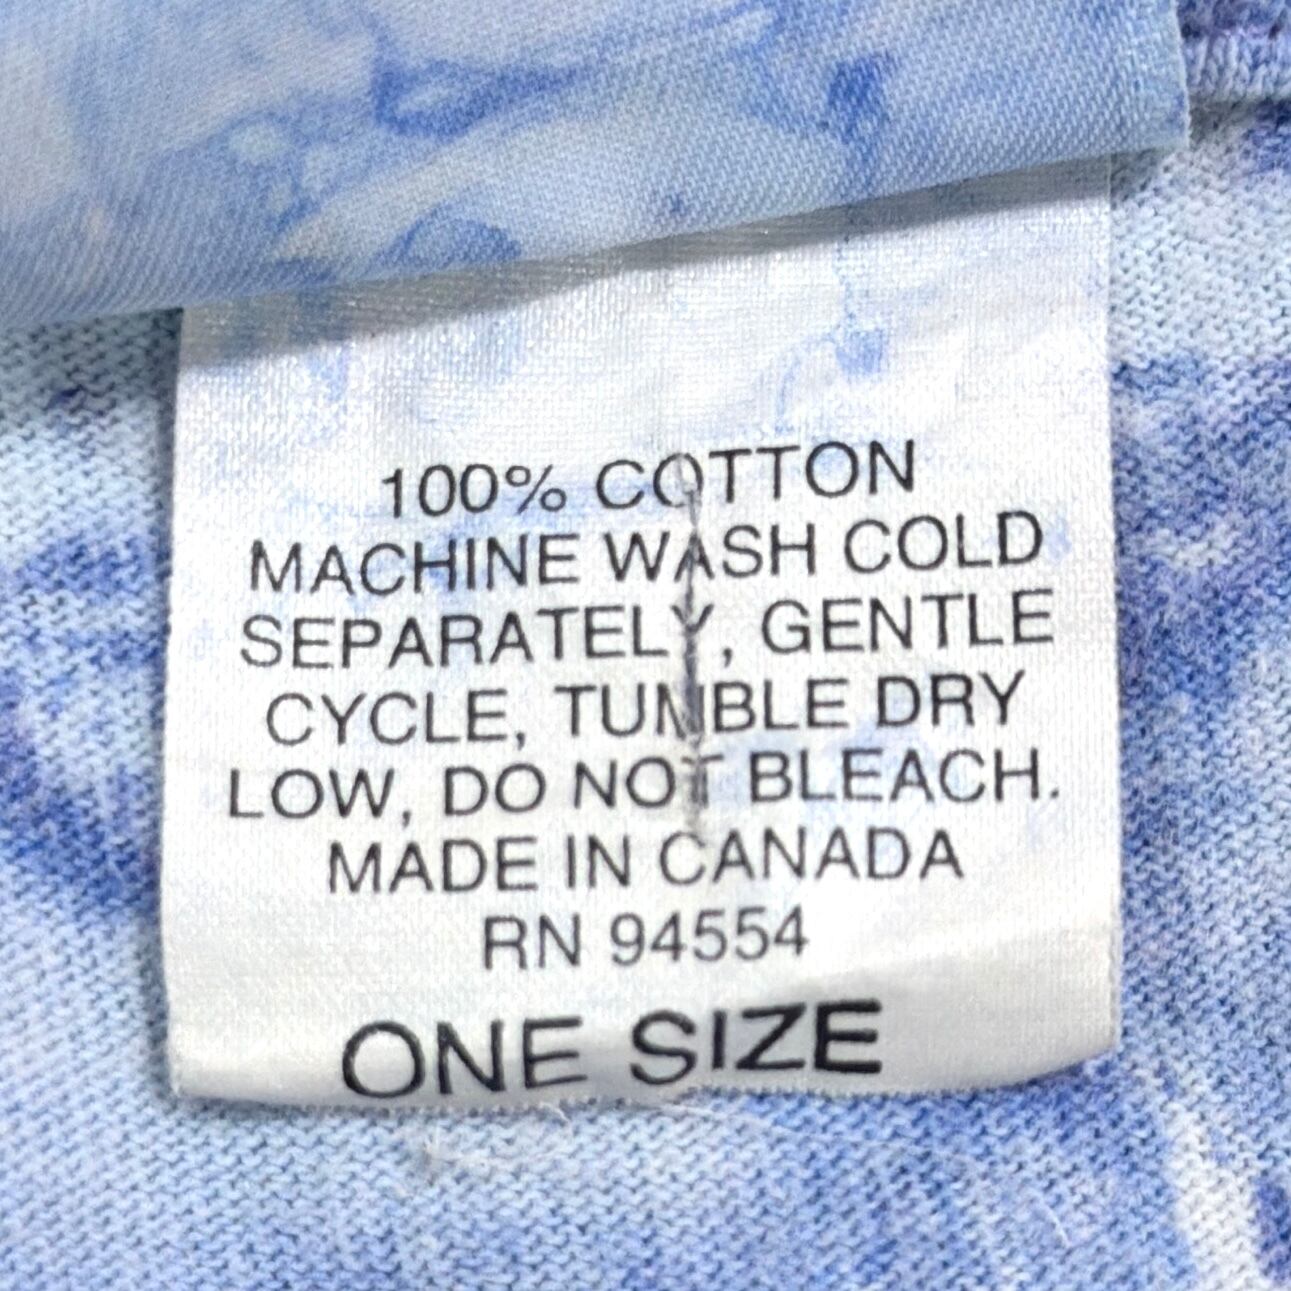 100% COTTON
MACHINE WASH COLD
SEPARATELY, GENTLE
CYCLE, TUMBLE DRY
LOW, DO NOT BLEACH.
MADE IN CANADA
RN 94554
ONE SIZE